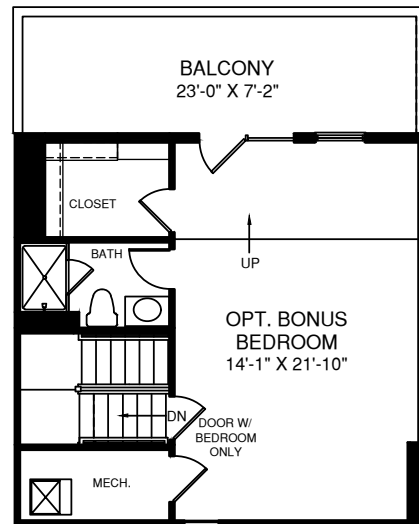 BALCONY
23'-0" X 7'-2"
CLOSET
BATH
UP
OPT. BONUS
BEDROOM
14'-1" X 21'-10"
DN
DOOR W/
BEDROOM
ONLY
MECH.